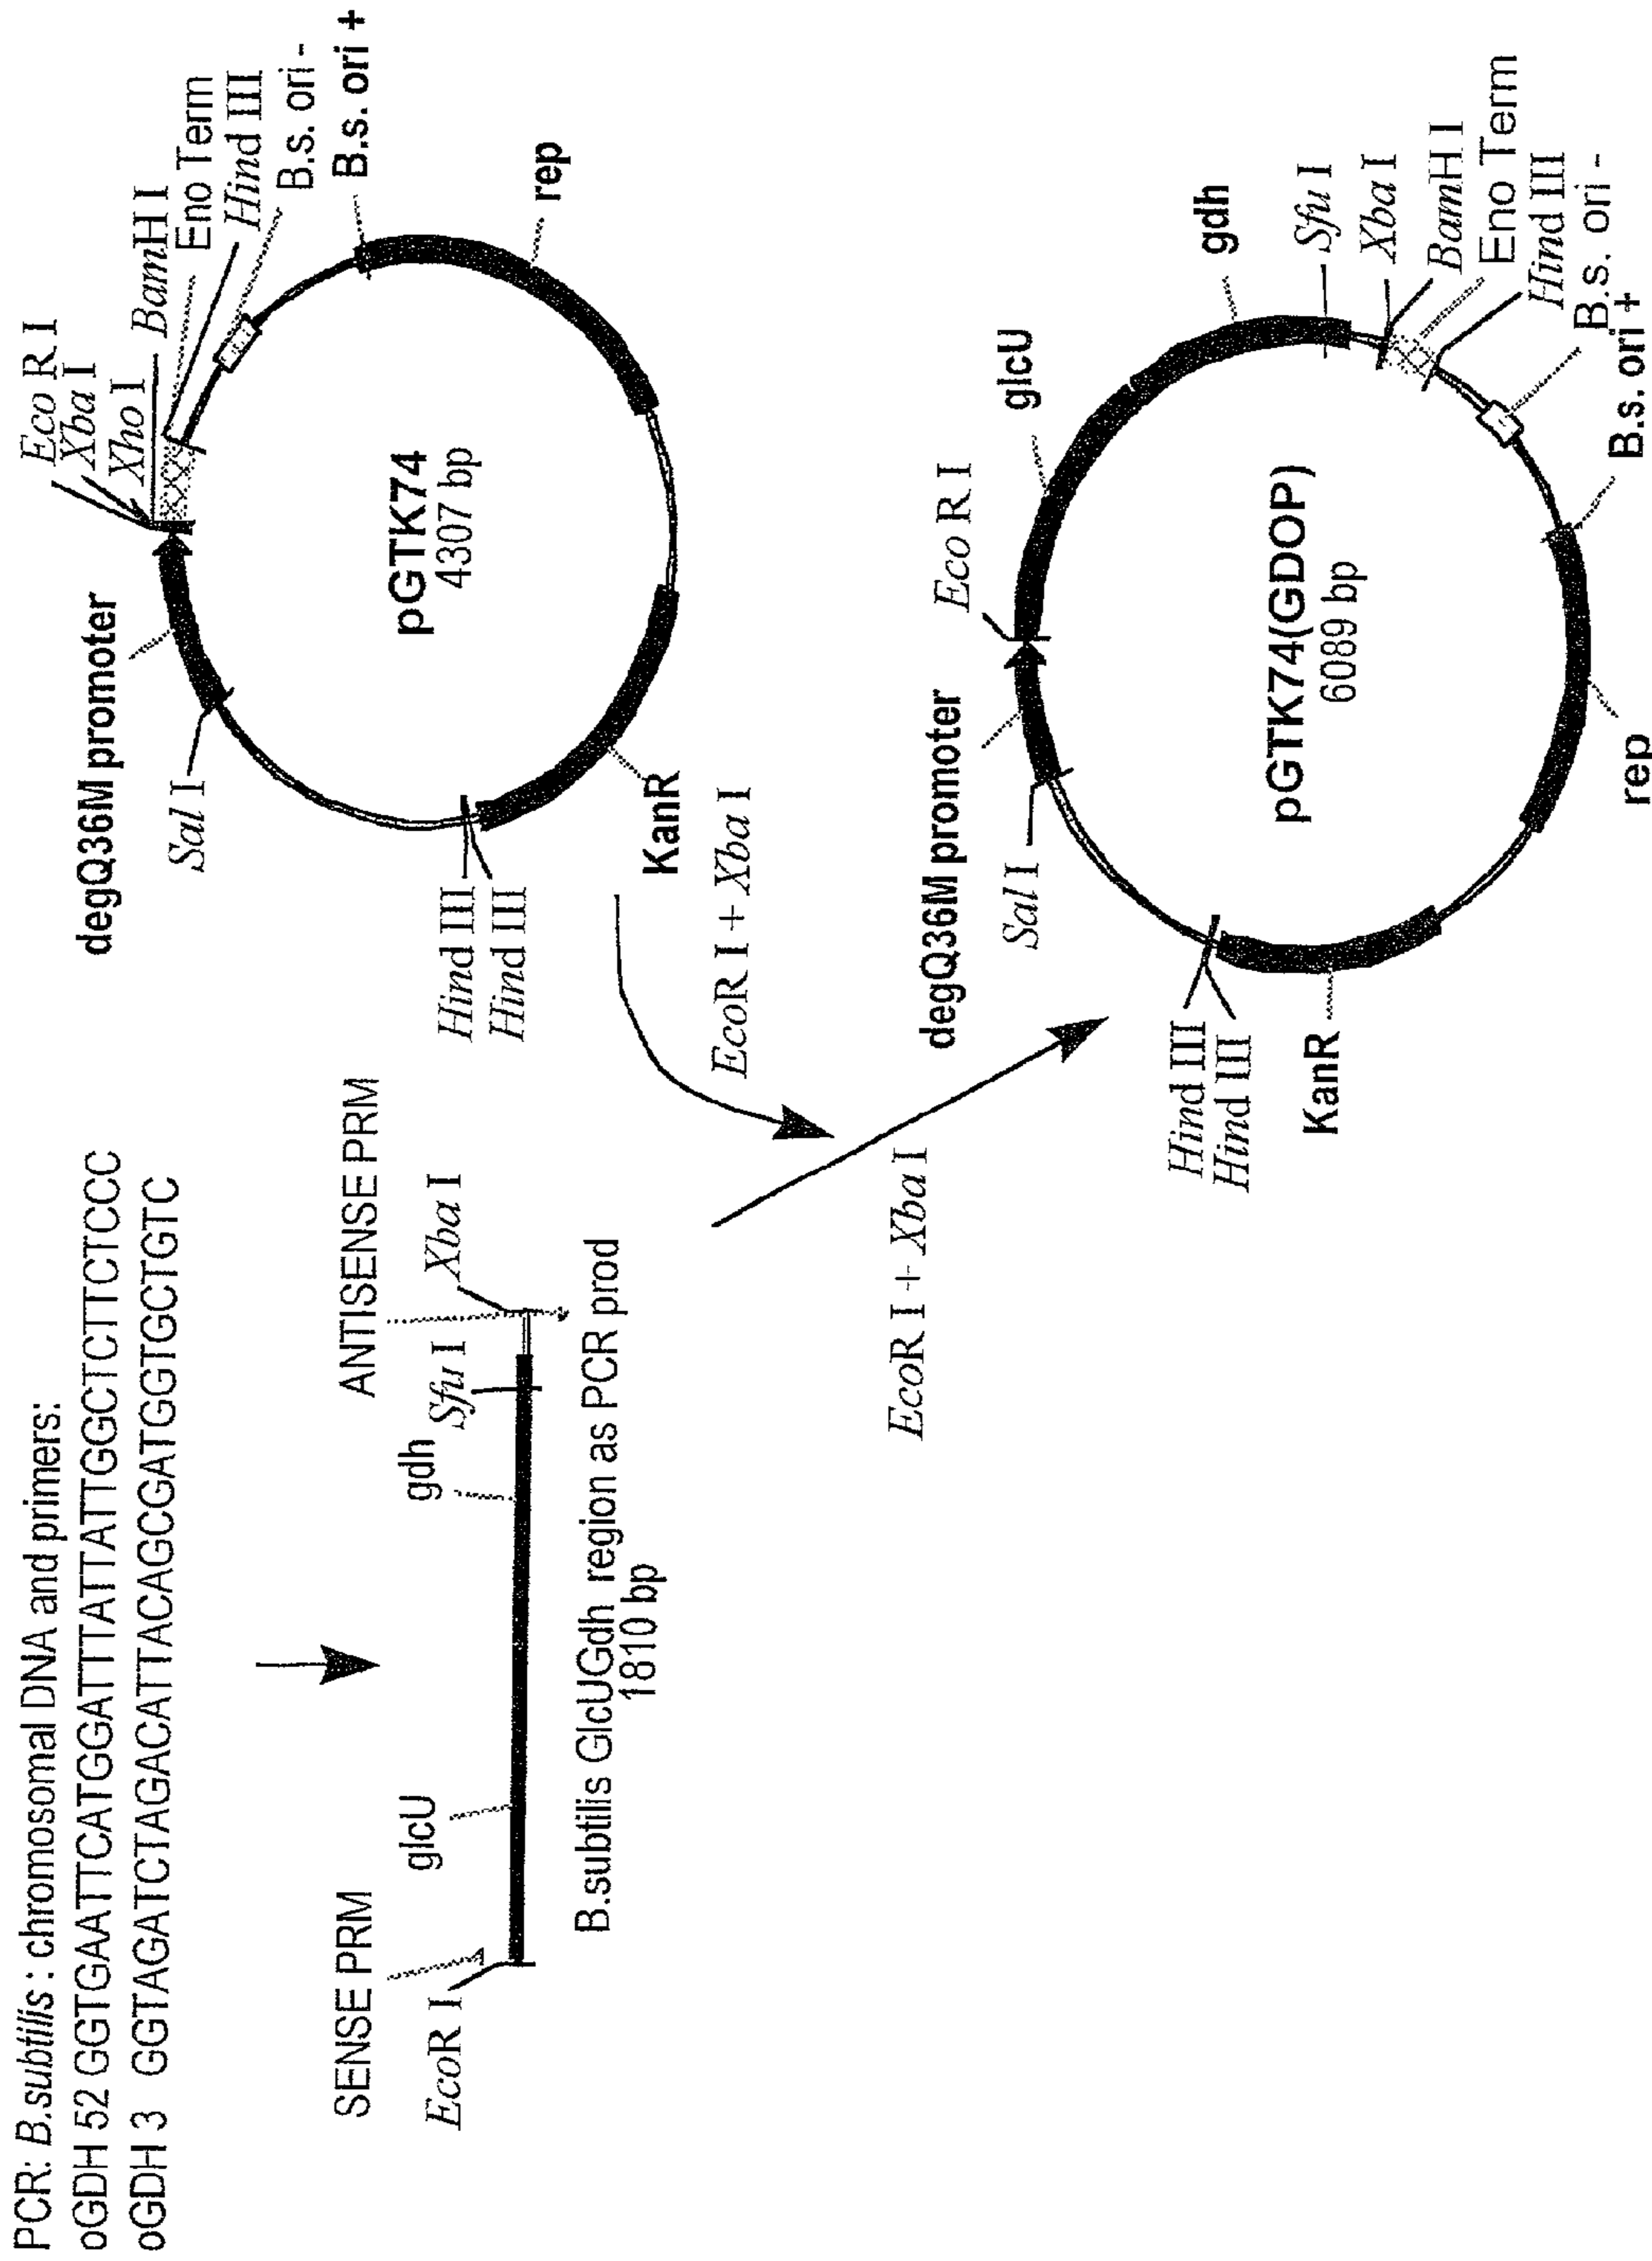 PCR: B.subtilis : chromosomal DNA and primers:
oGDH 52 GGTGAATTCATGGATTTATTATTGGCTCTTCTCCC
oGDH 3 GGTAGATCTAGACATTACAGCGATGGTGCTGTC
SENSE PRM
EcoR I
glcU
gdh
Sfu I
ANTISENSE PRM
Xba I
B.subtilis GlcUGdh region as PCR prod
1810 bp
EcoR I + Xba I
EcoR I + Xba I
degQ36M promoter
Eco R I
Xba I
Xho I
BamH I
Eno Term
Hind III
B.s. ori -
B.s. ori +
rep
Sal I
pGTK74
4307 bp
Hind III
Hind III
KanR
degQ36M promoter
Eco R I
glcU
gdh
Sfu I
Xba I
BamH I
Eno Term
Hind III
B.s. ori -
B.s. ori +
rep
Sal I
pGTK74(GDOP)
6089 bp
Hind III
Hind III
KanR